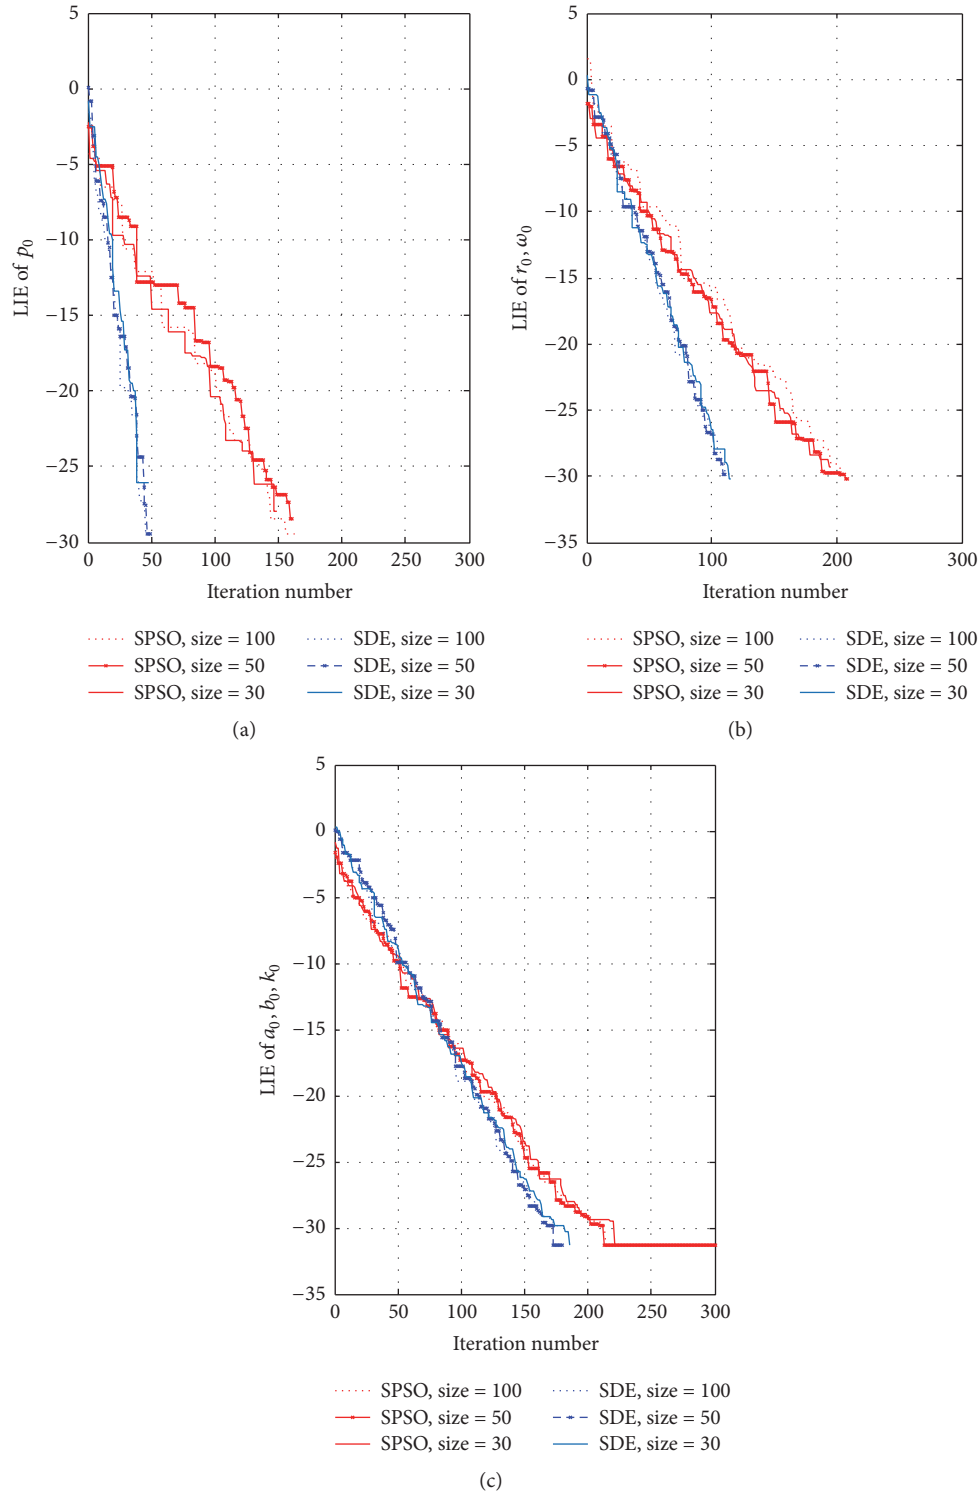 5
0
−5
−10
−15
−20
−25
−30
LIE of p₀
0 50 100 150 200 250 300
Iteration number
SPSO, size = 100
SPSO, size = 50
SPSO, size = 30
SDE, size = 100
SDE, size = 50
SDE, size = 30
(a)
5
0
−5
−10
−15
−20
−25
−30
−35
LIE of r₀, ω₀
0 100 200 300
Iteration number
SPSO, size = 100
SPSO, size = 50
SPSO, size = 30
SDE, size = 100
SDE, size = 50
SDE, size = 30
(b)
5
0
−5
−10
−15
−20
−25
−30
−35
LIE of a₀, b₀, k₀
0 50 100 150 200 250 300
Iteration number
SPSO, size = 100
SPSO, size = 50
SPSO, size = 30
SDE, size = 100
SDE, size = 50
SDE, size = 30
(c)